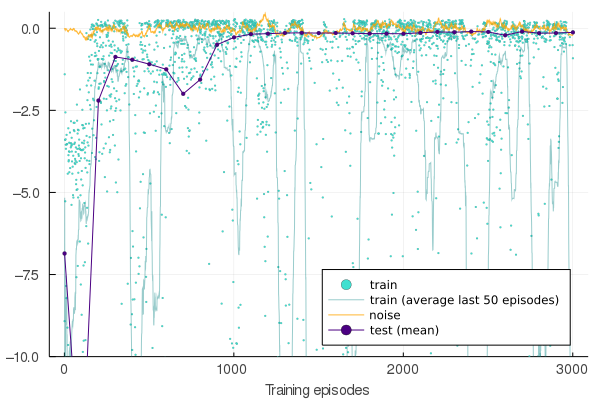 0.0
−2.5
−5.0
−7.5
−10.0
0
1000
2000
3000
Training episodes
train
train (average last 50 episodes)
noise
test (mean)